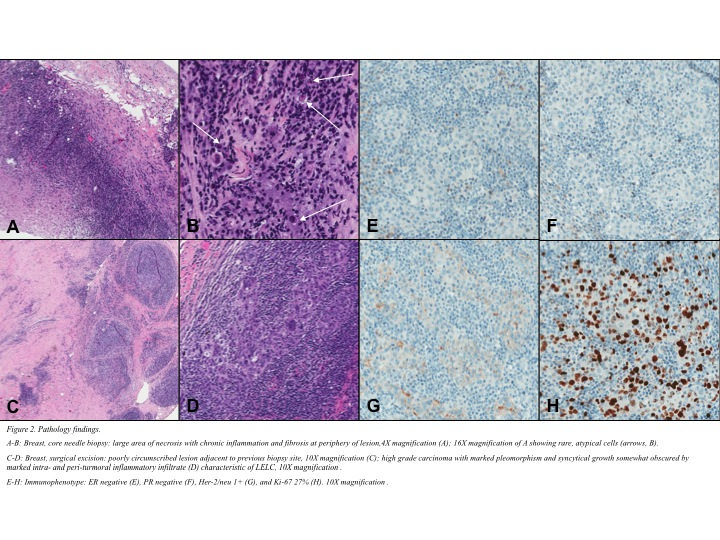 A
B
E
F
C
D
G
H
Figure 2. Pathology findings.
A-B: Breast, core needle biopsy: large area of necrosis with chronic inflammation and fibrosis at periphery of lesion,4X magnification (A); 16X magnification of A showing rare, atypical cells (arrows, B).
C-D: Breast, surgical excision: poorly circumscribed lesion adjacent to previous biopsy site, 10X magnification (C); high grade carcinoma with marked pleomorphism and syncytical growth somewhat obscured by
marked intra- and peri-turmoral inflammatory infiltrate (D) characteristic of LELC, 10X magnification .
E-H: Immunophenotype: ER negative (E), PR negative (F), Her-2/neu 1+ (G), and Ki-67 27% (H). 10X magnification .